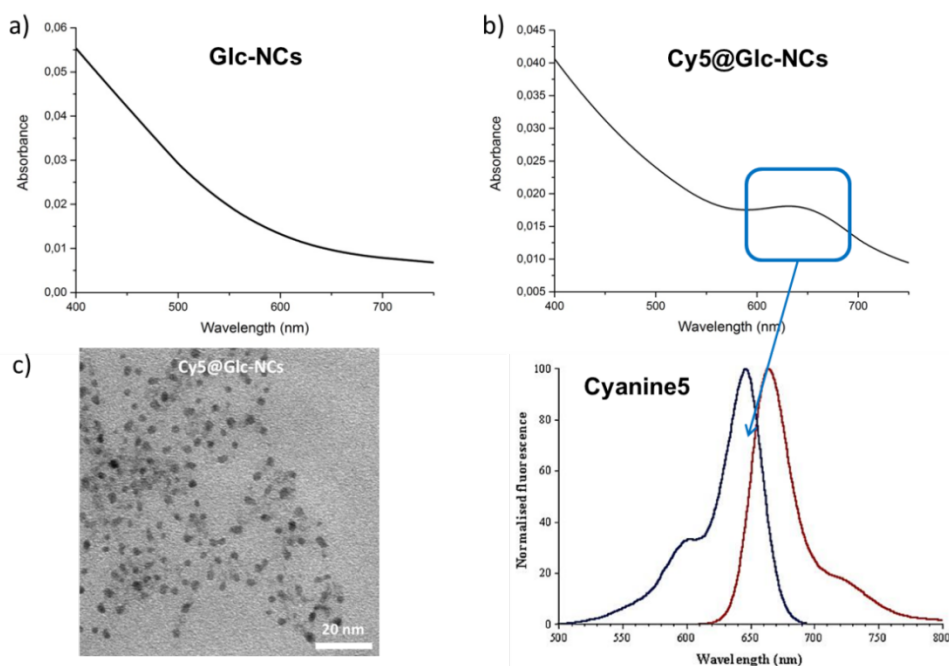 a)
Glc-NCs
0,06
0,05
0,04
0,03
0,02
0,01
0,00
400
500
600
700
Absorbance
Wavelength (nm)
b)
Cy5@Glc-NCs
0,045
0,040
0,035
0,030
0,025
0,020
0,015
0,010
0,005
400
500
600
700
Absorbance
Wavelength (nm)
c)
Cy5@Glc-NCs
20 nm
Cyanine5
100
80
60
40
20
0
500
600
650
700
750
800
Normalised fluorescence
Wavelength (nm)